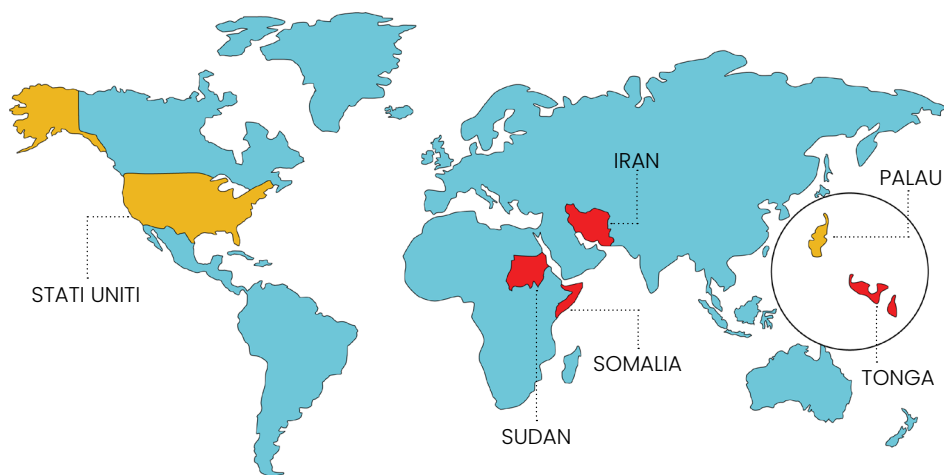 IRAN
PALAU
STATI UNITI
SOMALIA
TONGA
SUDAN